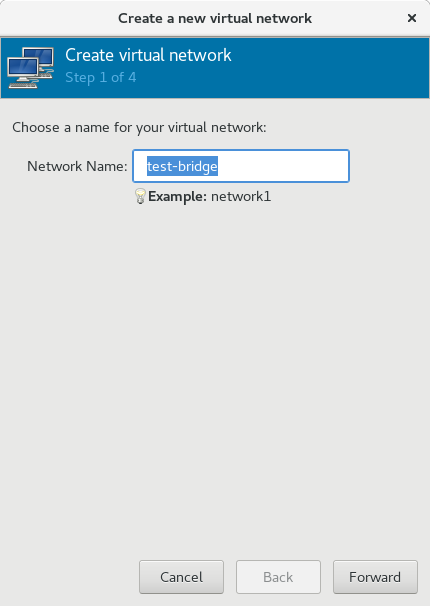 Create a new virtual network
Create virtual network
Step 1 of 4
Choose a name for your virtual network:
Network Name: test-bridge
Example: network1
Cancel Back Forward